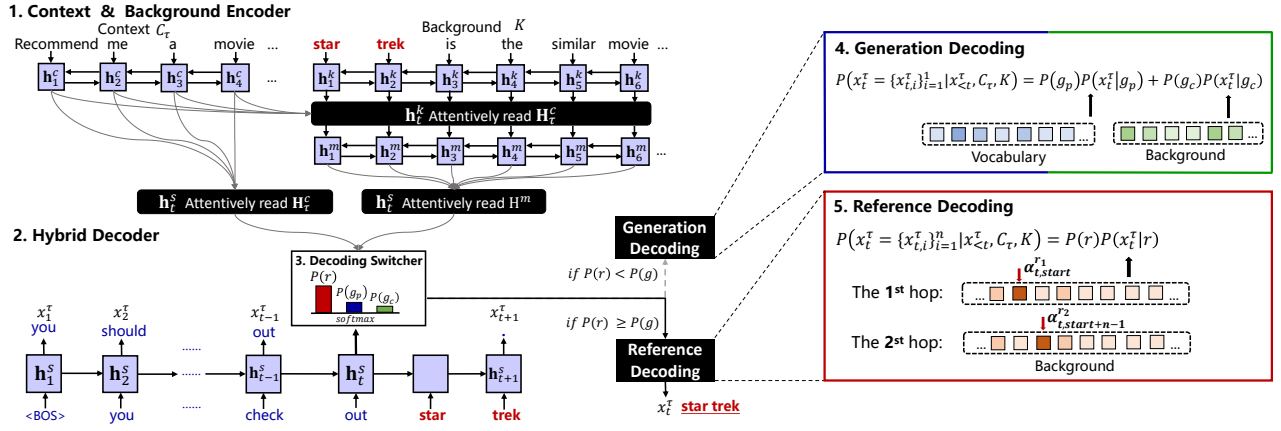 1. Context & Background Encoder
Context C_τ
Background K
Recommend me a movie ...
star trek is the similar movie ...
h_1^c h_2^c h_3^c h_4^c ...
h_1^k h_2^k h_3^k h_4^k h_5^k h_6^k
h_t^k Attentively read H_τ^c
h_1^m h_2^m h_3^m h_4^m h_5^m h_6^m ...
h_t^s Attentively read H_τ^c
h_t^s Attentively read H^m
2. Hybrid Decoder
3. Decoding Switcher
P(r)
P(g_p)
P(g_c)
softmax
x_1^τ x_2^τ x_{t-1}^τ x_{t+1}^τ
you should ...... out .
h_1^s h_2^s ...... h_{t-1}^s h_t^s h_{t+1}^s
<BOS> you ...... check out star trek
Generation
Decoding
if P(r) < P(g)
if P(r) ≥ P(g)
Reference
Decoding
x_t^τ star trek
4. Generation Decoding
P(x_t^τ = {x_{t,i}^τ}_{i=1}^1|x_{<t}^τ, C_τ, K) = P(g_p)P(x_t^τ|g_p) + P(g_c)P(x_t^τ|g_c)
...
...
Vocabulary
Background
5. Reference Decoding
P(x_t^τ = {x_{t,i}^τ}_{i=1}^n|x_{<t}^τ, C_τ, K) = P(r)P(x_t^τ|r)
α_{t,start}^{r_1}
The 1st hop: ... ...
α_{t,start+n-1}^{r_2}
The 2st hop: ... ...
Background